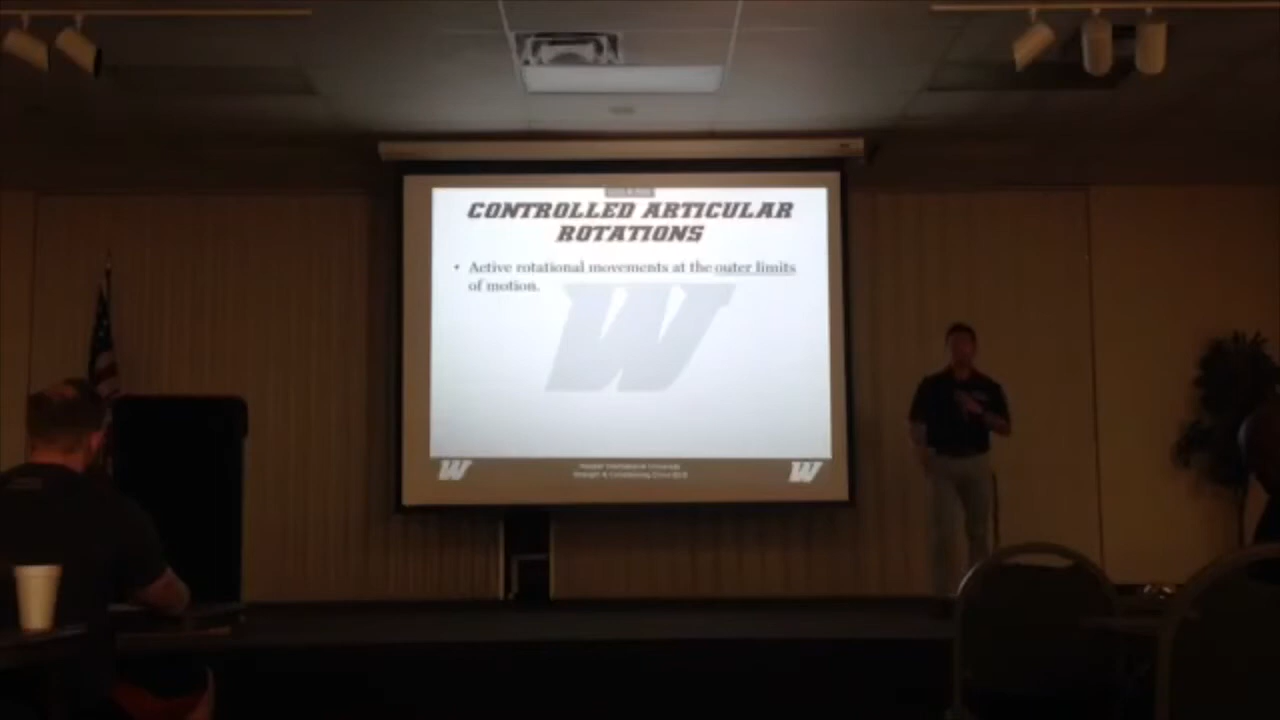 CONTROLLED ARTICULAR
ROTATIONS
• Active rotational movements at the outer limits
of motion.
W
W
W